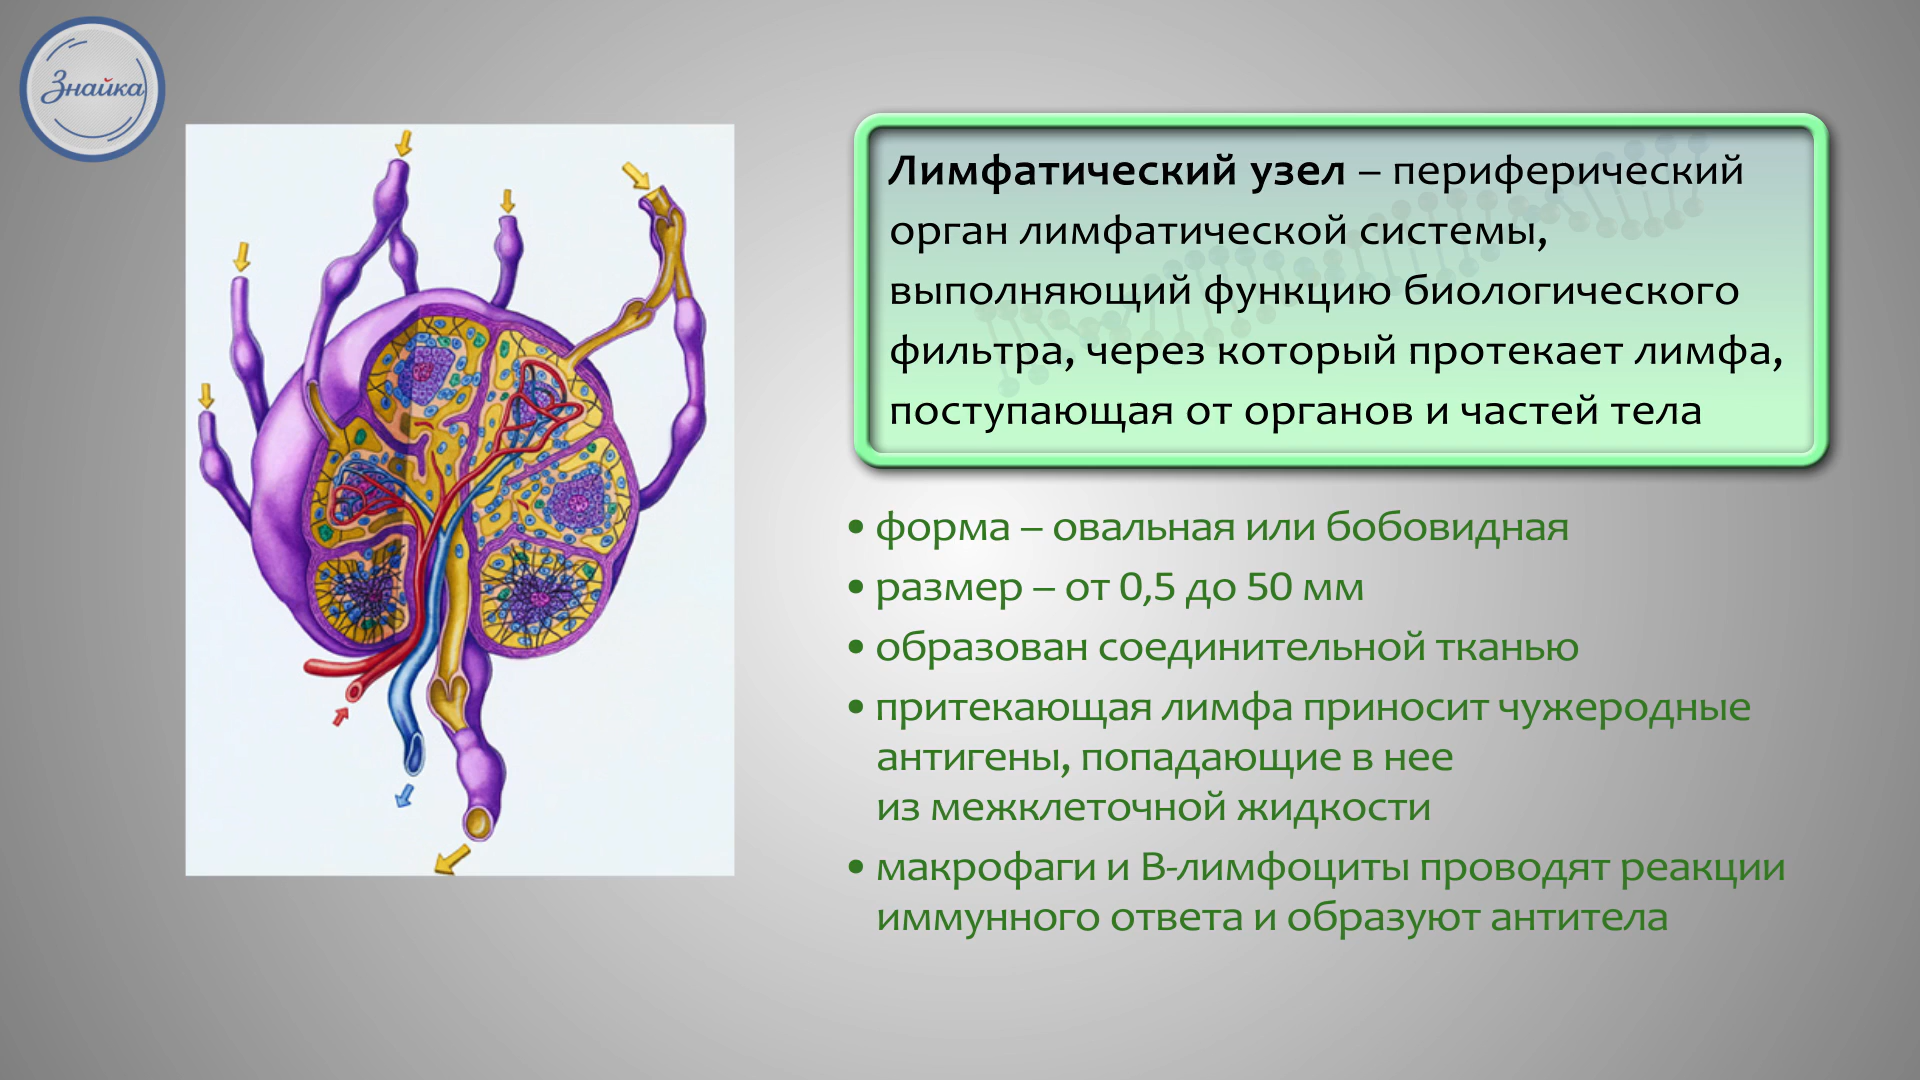 Знайка
Лимфатический узел – периферический
орган лимфатической системы,
выполняющий функцию биологического
фильтра, через который протекает лимфа,
поступающая от органов и частей тела
• форма – овальная или бобовидная
• размер – от 0,5 до 50 мм
• образован соединительной тканью
• притекающая лимфа приносит чужеродные
антигены, попадающие в нее
из межклеточной жидкости
• макрофаги и В-лимфоциты проводят реакции
иммунного ответа и образуют антитела